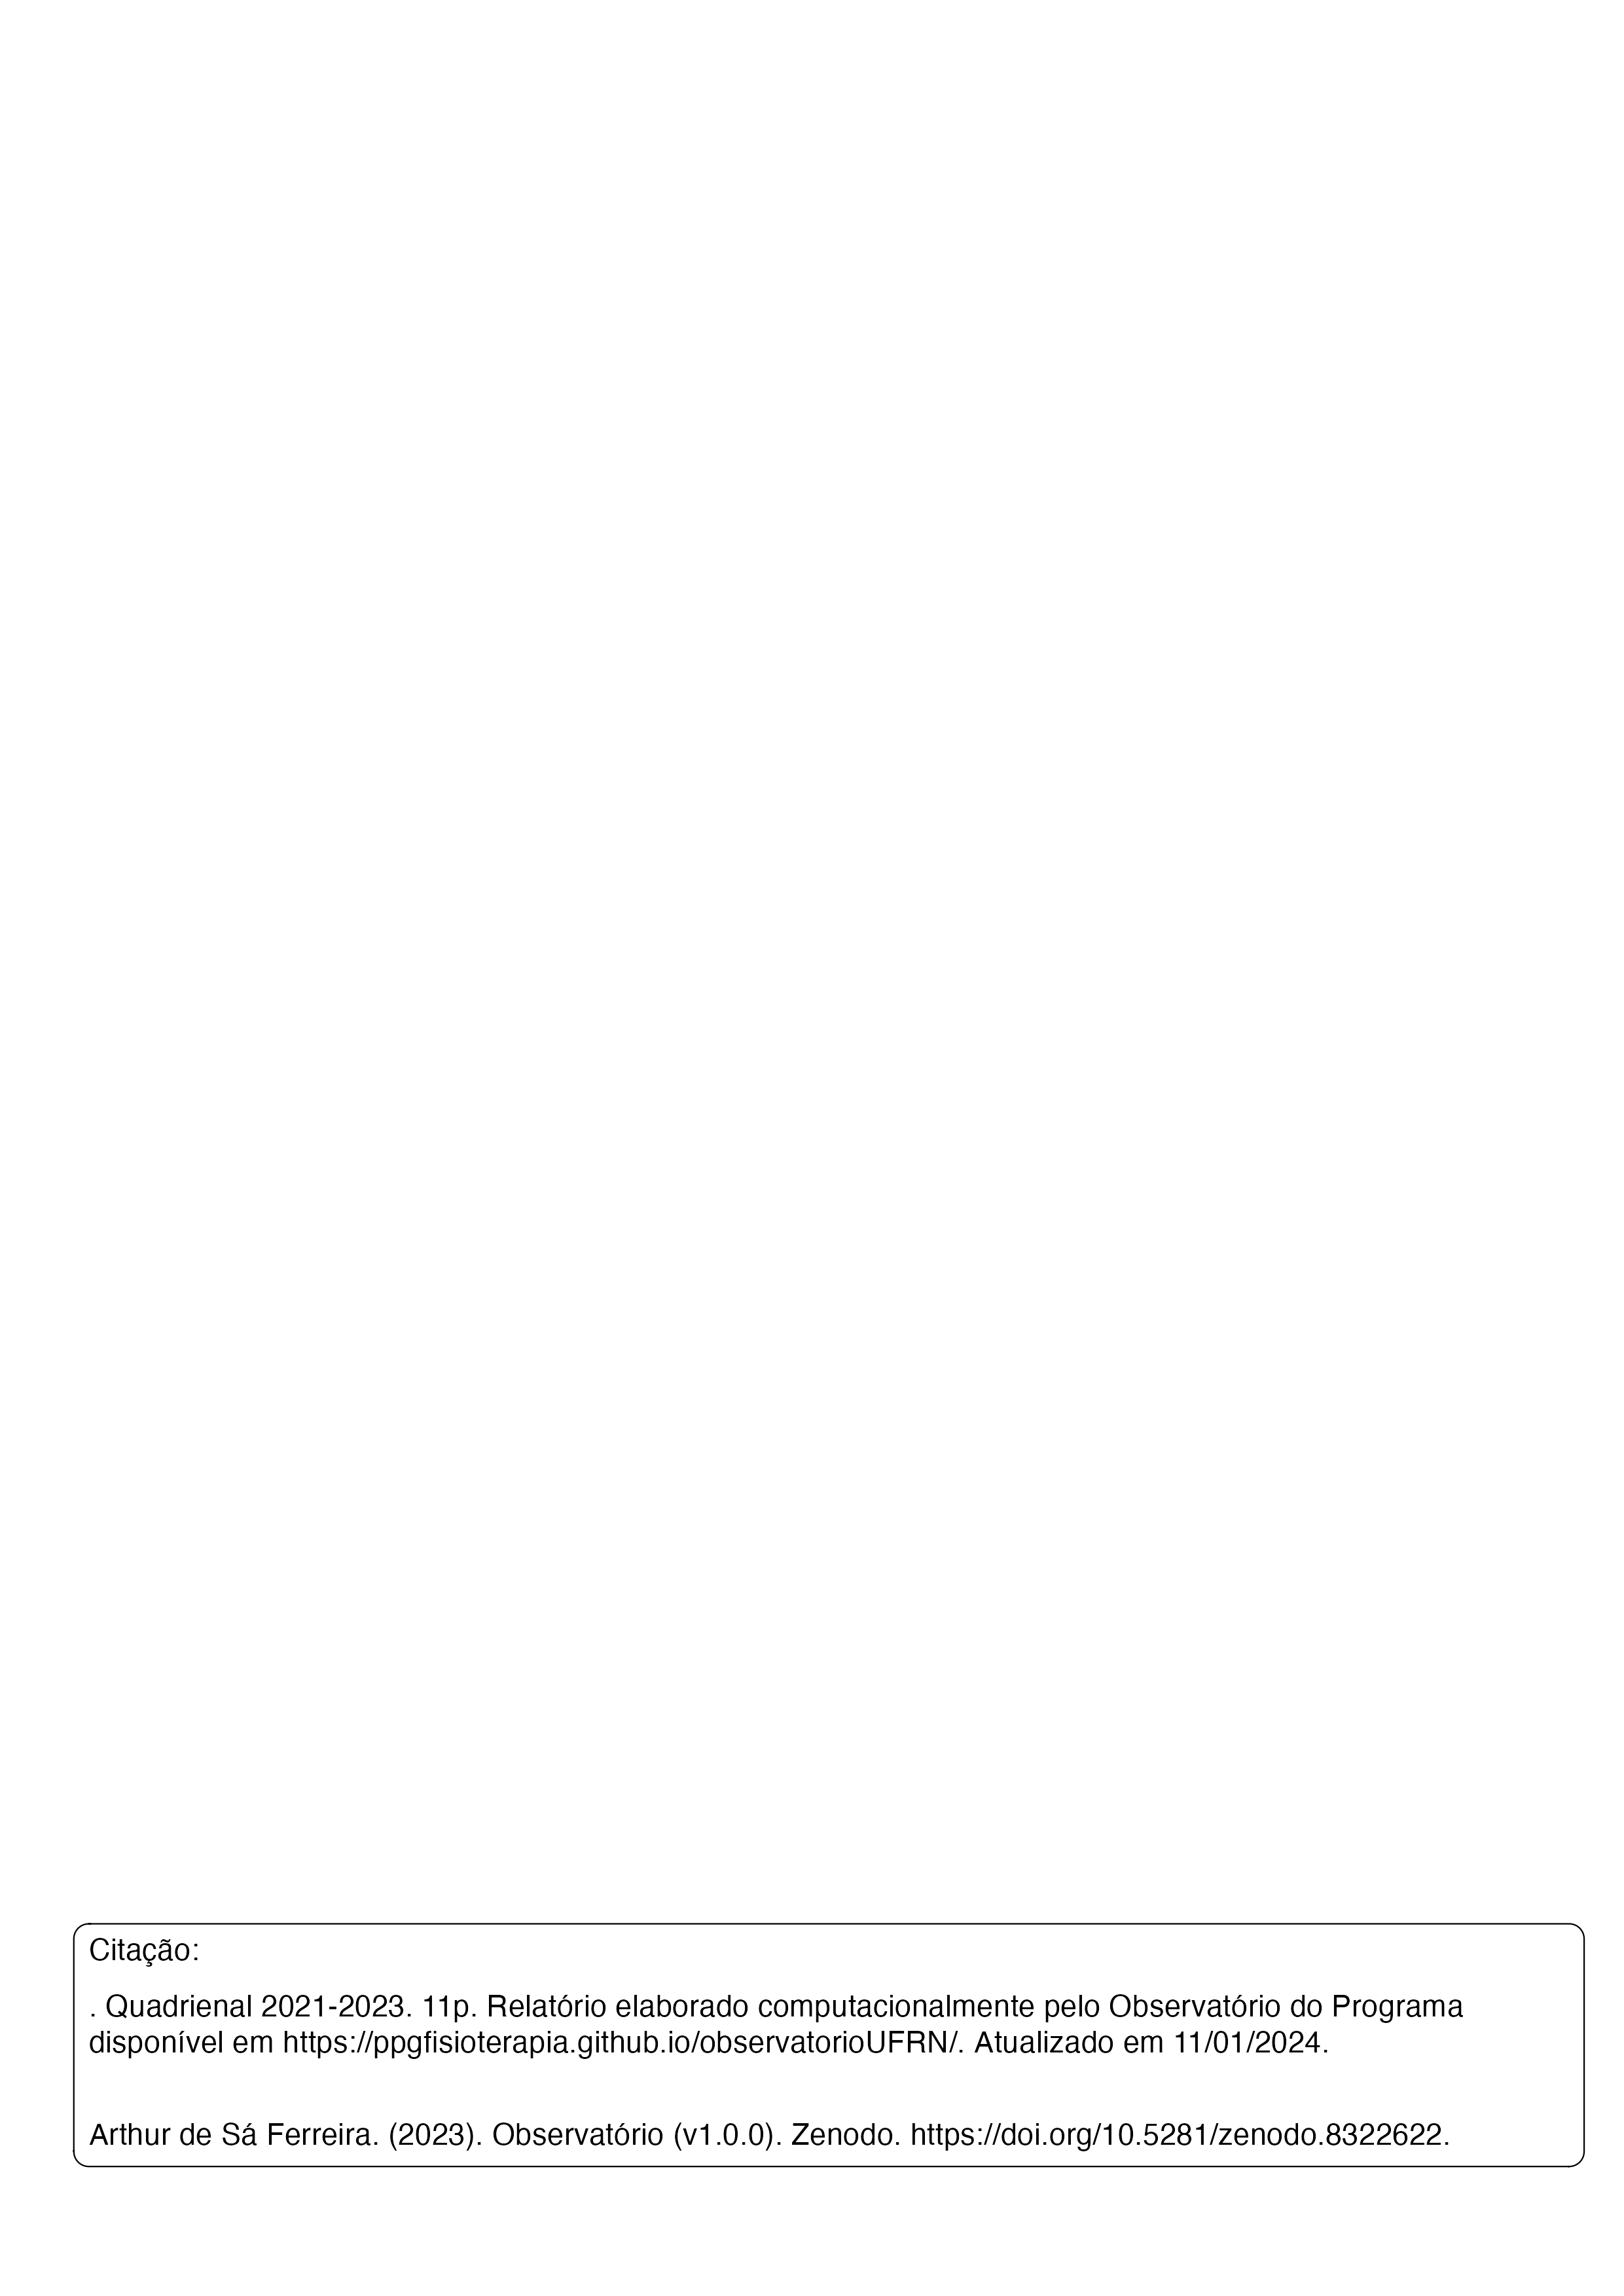 Citação:
. Quadrienal 2021-2023. 11p. Relatório elaborado computacionalmente pelo Observatório do Programa
disponível em https://ppgfisioterapia.github.io/observatorioUFRN/. Atualizado em 11/01/2024.
Arthur de Sá Ferreira. (2023). Observatório (v1.0.0). Zenodo. https://doi.org/10.5281/zenodo.8322622.